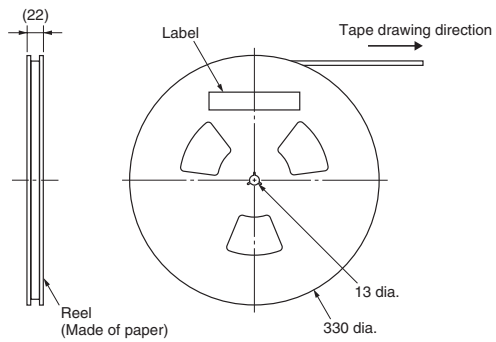 (22)
Label
Tape drawing direction
13 dia.
Reel
(Made of paper)
330 dia.